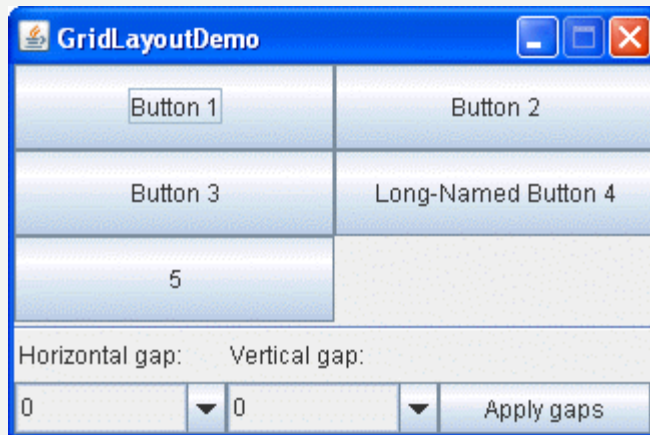 GridLayoutDemo
Button 1 Button 2
Button 3 Long-Named Button 4
5
Horizontal gap: Vertical gap:
0 0 Apply gaps